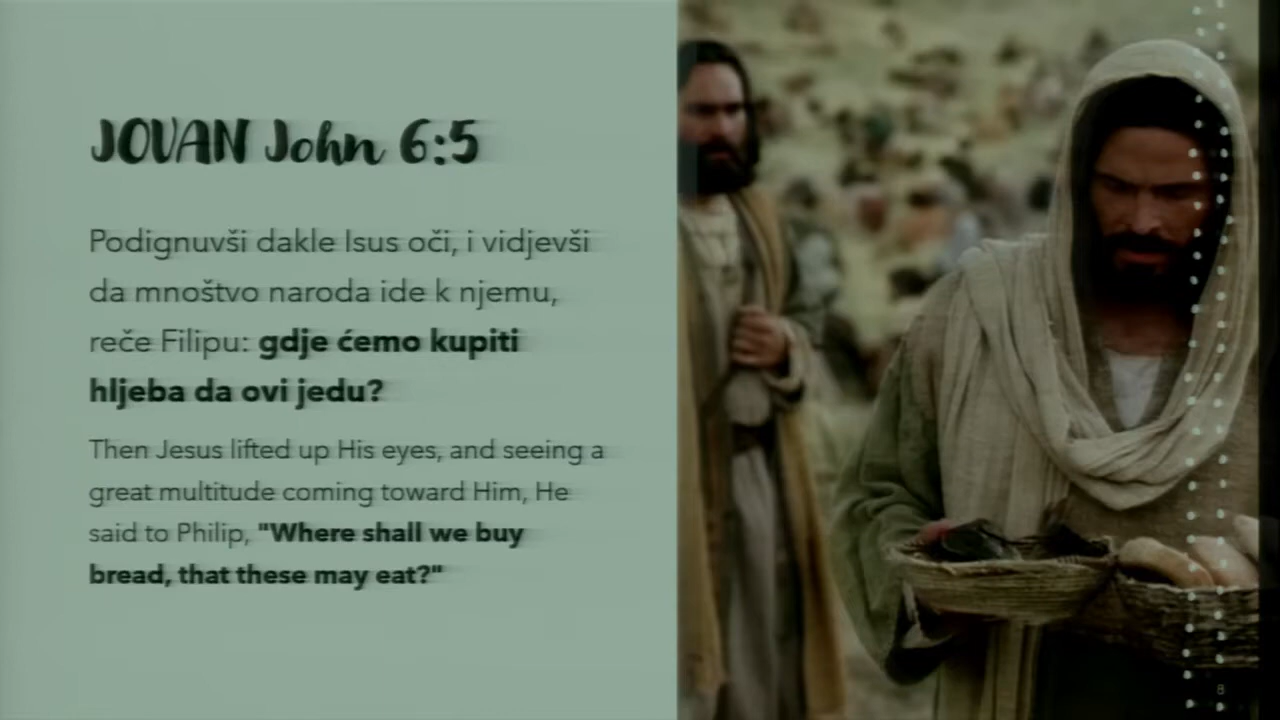 JOVAN John 6:5
Podignuvši dakle Isus oči, i vidjevši
da mnoštvo naroda ide k njemu,
reče Filipu: gdje ćemo kupiti
hljeba da ovi jedu?
Then Jesus lifted up His eyes, and seeing a
great multitude coming toward Him, He
said to Philip, "Where shall we buy
bread, that these may eat?"
8